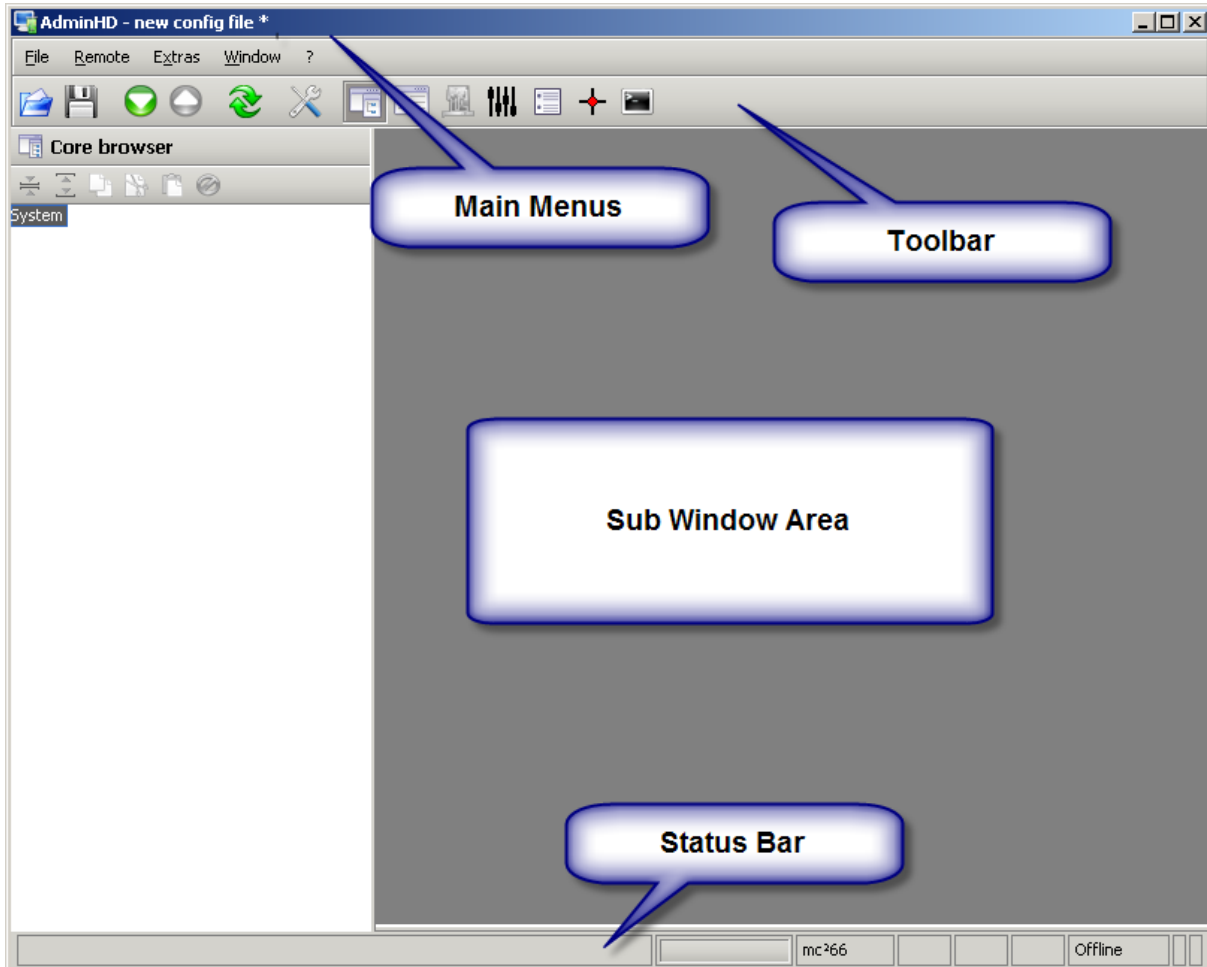 AdminHD - new config file *
File Remote Extras Window ?
Core browser
System
Main Menus
Toolbar
Sub Window Area
Status Bar
mc²66 Offline